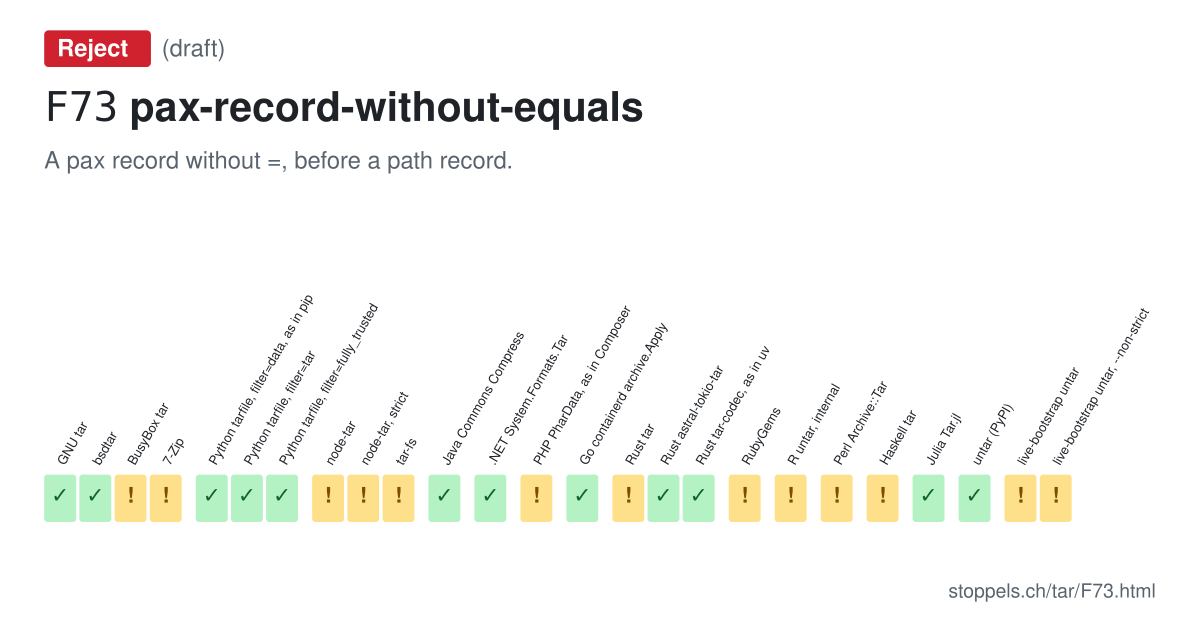 Reject (draft)
F73 pax-record-without-equals
A pax record without =, before a path record.
GNU tar
bsdtar
BusyBox tar
7-Zip
Python tarfile, filter=data, as in pip
Python tarfile, filter=tar
Python tarfile, filter=fully_trusted
node-tar
node-tar, strict
tar-fs
Java Commons Compress
.NET System.Formats.Tar
PHP PharData, as in Composer
Go containerd archive.Apply
Rust tar
Rust astral-tokio-tar
Rust tar-codec, as in uv
RubyGems
R untar, internal
Perl Archive::Tar
Haskell tar
Julia Tar.jl
untar (PyPI)
live-bootstrap untar
live-bootstrap untar, --non-strict
✓ ✓ ! ! ✓ ✓ ✓ ! ! ! ✓ ✓ ! ✓ ! ✓ ✓ ! ! ! ! ✓ ✓ ! !
stoppels.ch/tar/F73.html